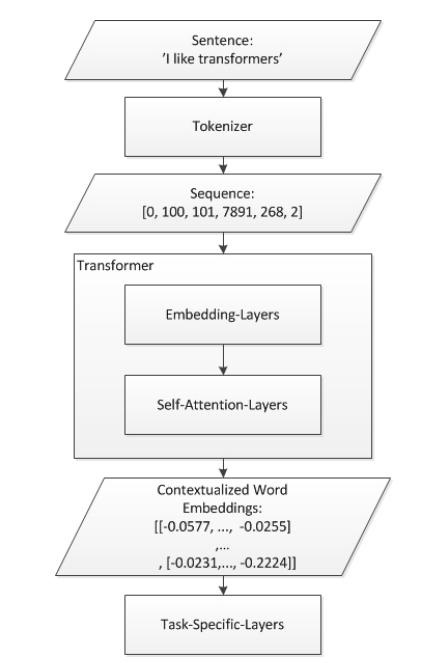 Sentence:
'I like transformers'
Tokenizer
Sequence:
[0, 100, 101, 7891, 268, 2]
Transformer
Embedding-Layers
Self-Attention-Layers
Contextualized Word
Embeddings:
[[-0.0577, ..., -0.0255]
,...
, [-0.0231,..., -0.2224]]
Task-Specific-Layers